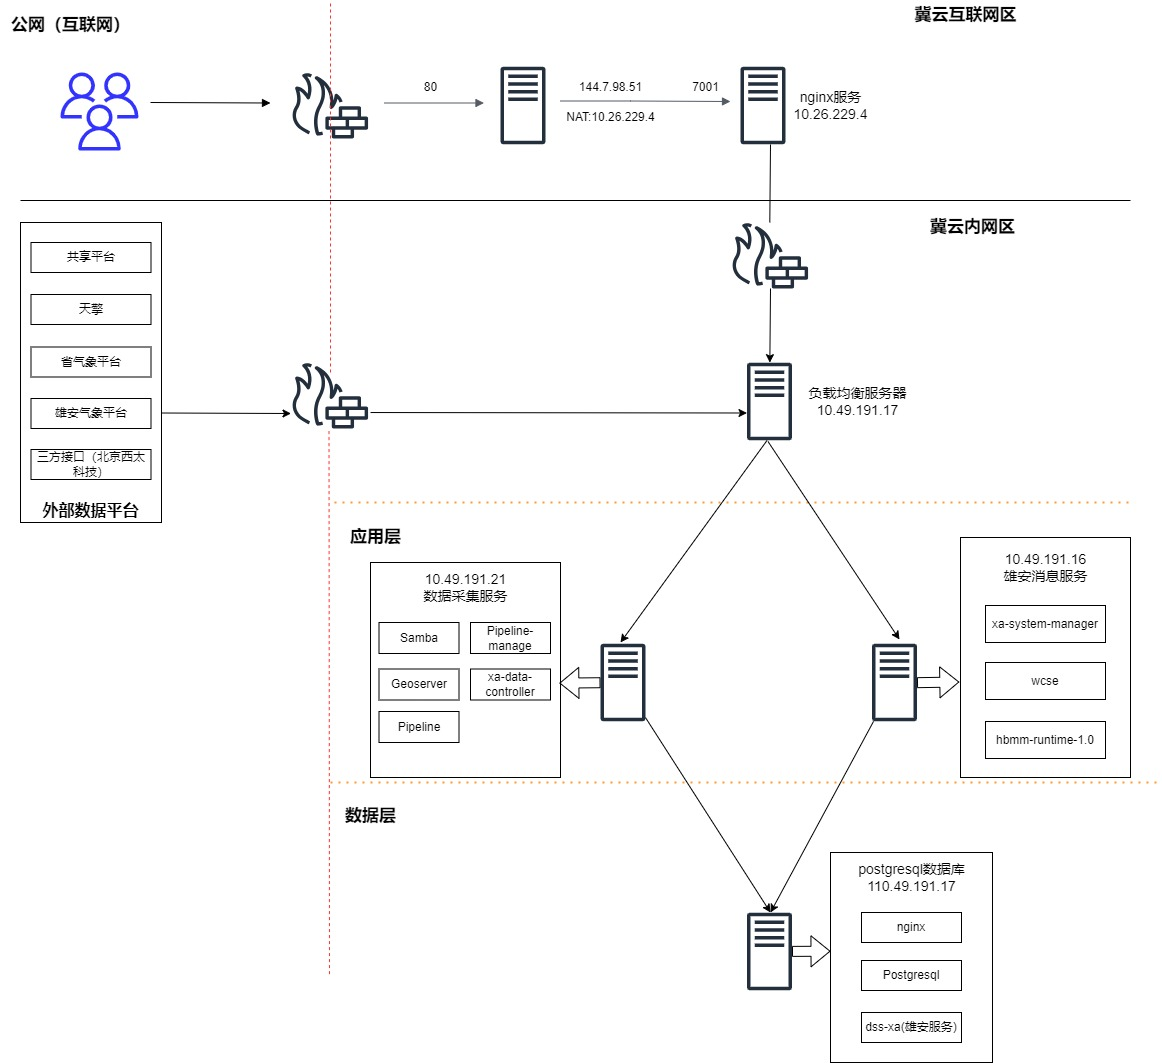 公网（互联网）
冀云互联网区
80
144.7.98.51
7001
NAT:10.26.229.4
nginx服务
10.26.229.4
冀云内网区
共享平台
天擎
省气象平台
雄安气象平台
三方接口（北京西太
科技）
外部数据平台
负载均衡服务器
10.49.191.17
应用层
10.49.191.21
数据采集服务
Samba
Pipeline-
manage
Geoserver
xa-data-
controller
Pipeline
10.49.191.16
雄安消息服务
xa-system-manager
wcse
hbmm-runtime-1.0
数据层
postgresql数据库
110.49.191.17
nginx
Postgresql
dss-xa(雄安服务)